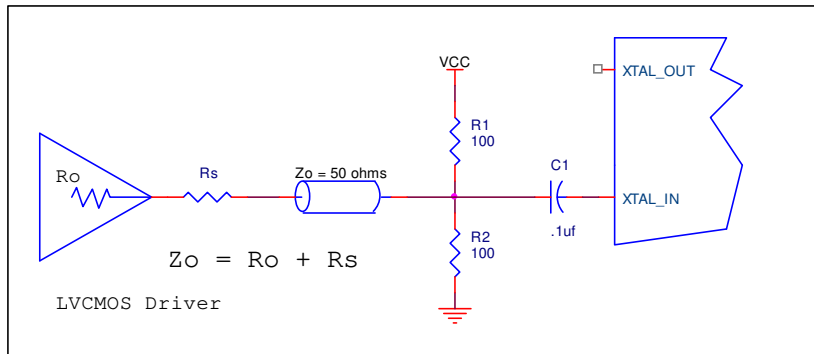 VCC
XTAL_OUT
R1
100
Ro
Rs
Zo = 50 ohms
C1
XTAL_IN
.1uf
R2
100
Zo = Ro + Rs
LVCMOS Driver